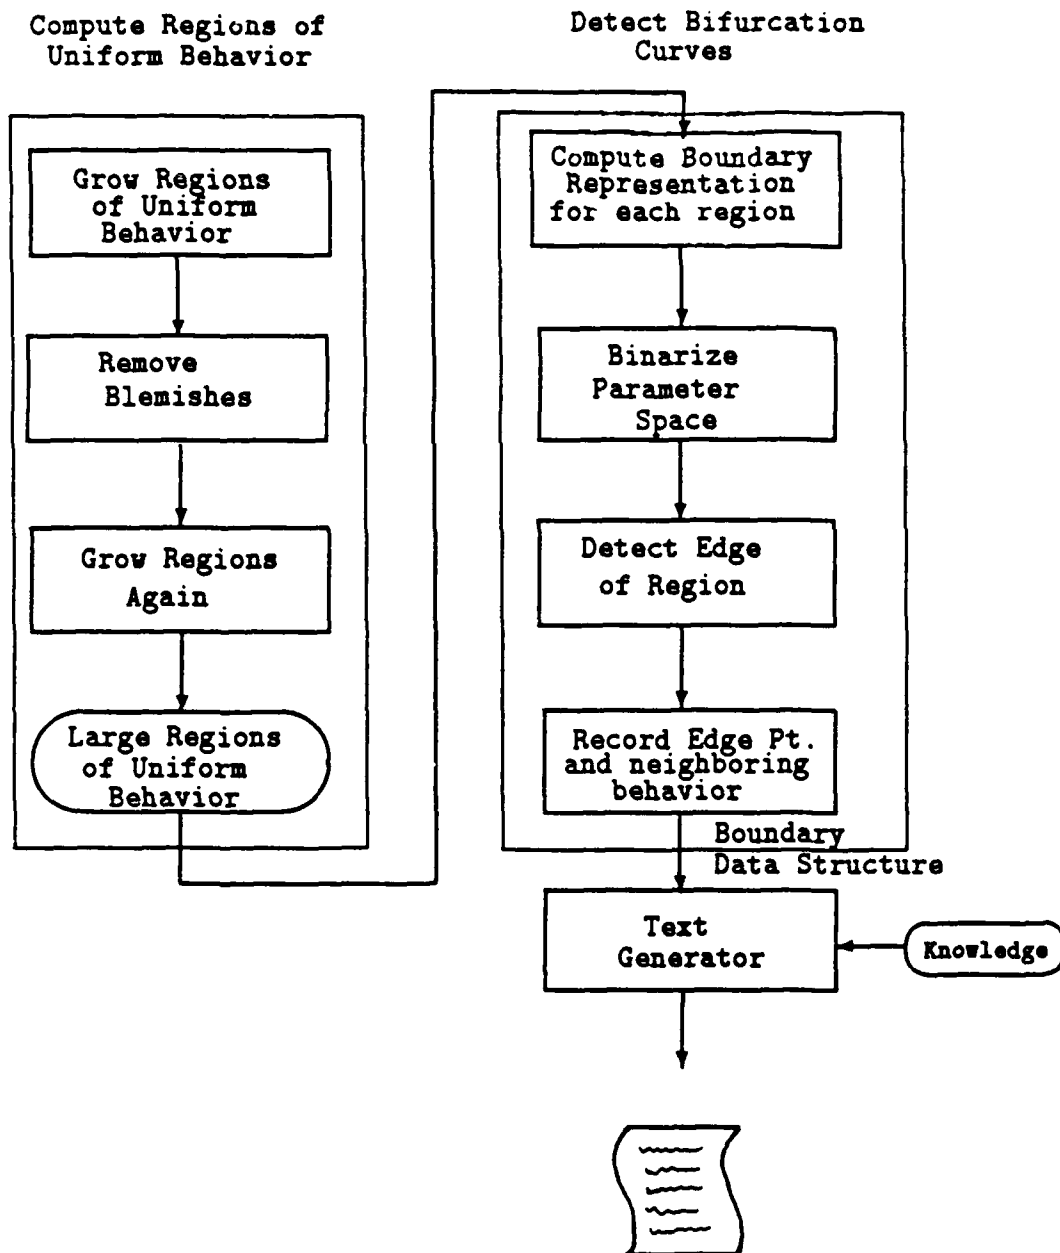 Compute Regions of
Uniform Behavior
Grow Regions
of Uniform
Behavior
Remove
Blemishes
Grow Regions
Again
Large Regions
of Uniform
Behavior
Detect Bifurcation
Curves
Compute Boundary
Representation
for each region
Binarize
Parameter
Space
Detect Edge
of Region
Record Edge Pt.
and neighboring
behavior
Boundary
Data Structure
Text
Generator
Knowledge